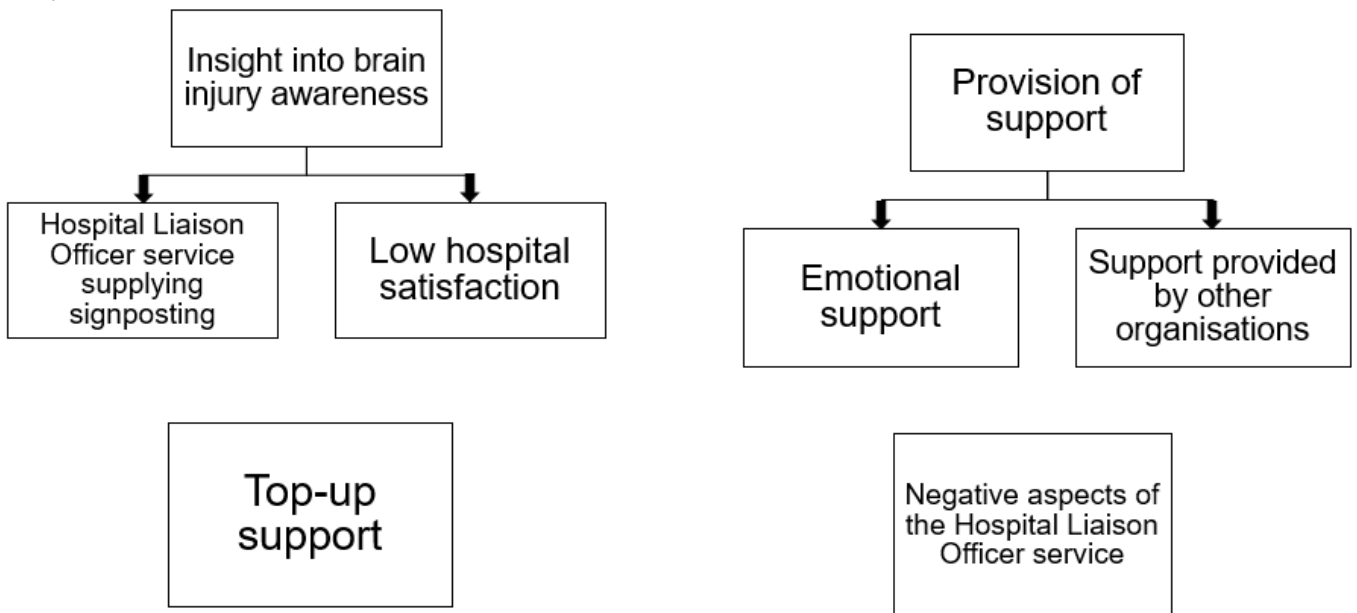 Insight into brain
injury awareness
Provision of
support
Hospital Liaison
Officer service
supplying
signposting
Low hospital
satisfaction
Emotional
support
Support provided
by other
organisations
Top-up
support
Negative aspects of
the Hospital Liaison
Officer service